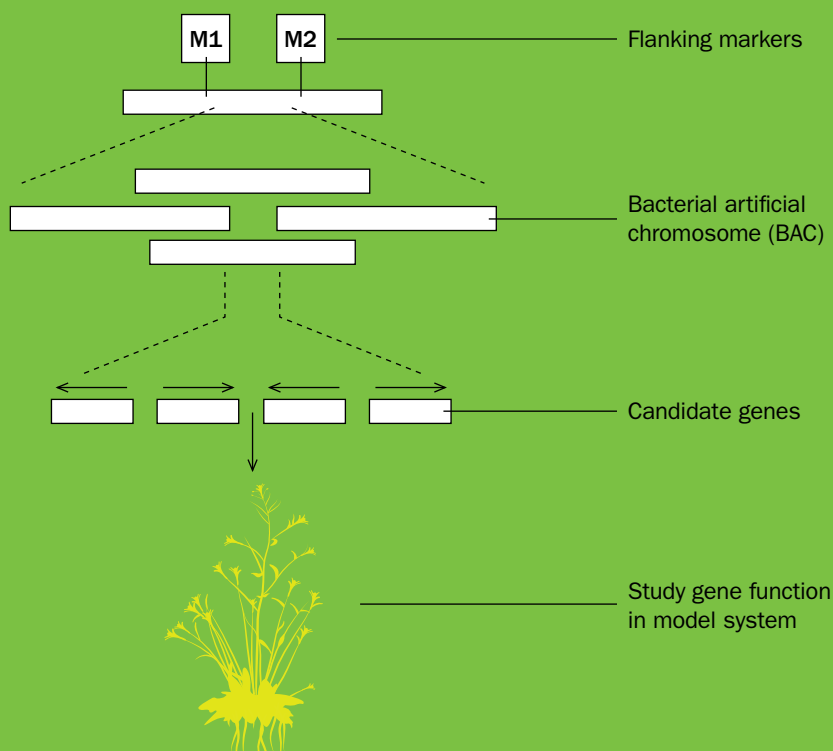 M1 M2
Flanking markers
Bacterial artificial
chromosome (BAC)
Candidate genes
Study gene function
in model system